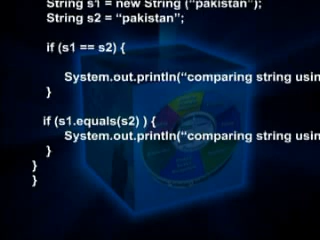 String s1 = new String (“pakistan”);
String s2 = “pakistan”;
if (s1 == s2) {
System.out.println(“comparing string usin
}
if (s1.equals(s2) ) {
System.out.println(“comparing string usin
}
}
}